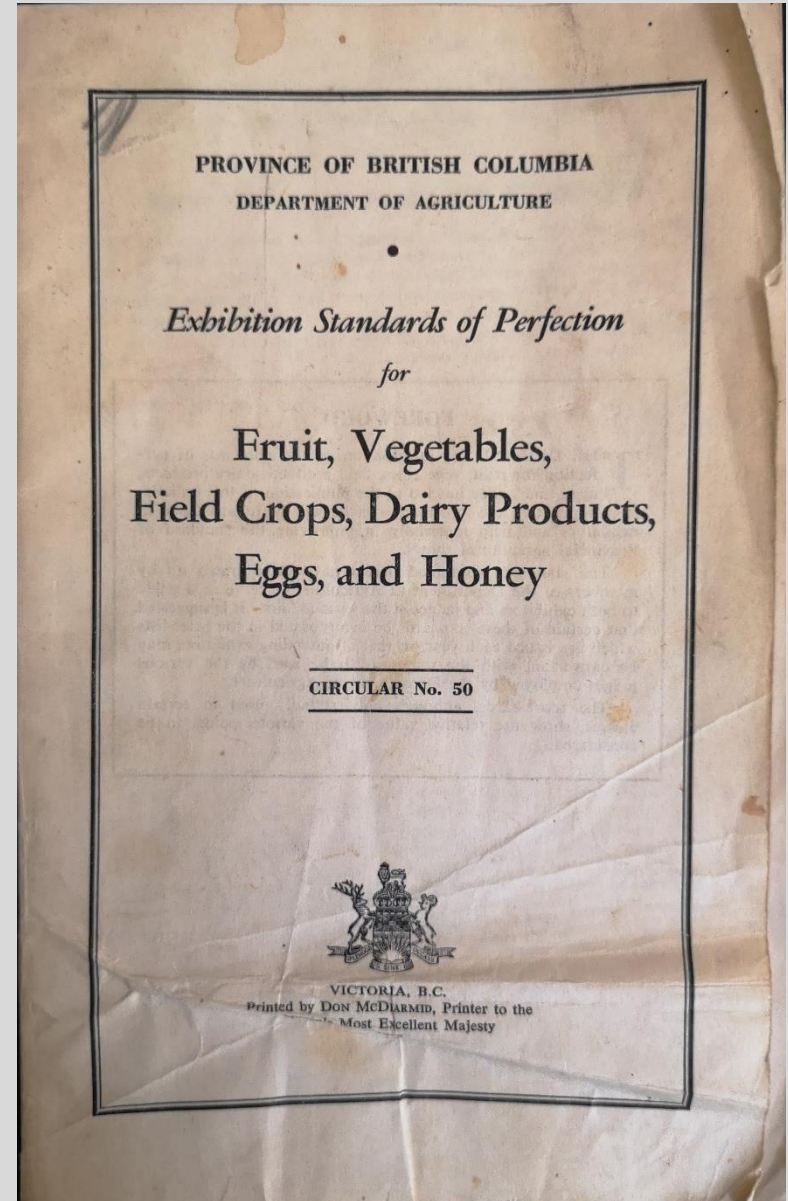 PROVINCE OF BRITISH COLUMBIA
DEPARTMENT OF AGRICULTURE
Exhibition Standards of Perfection
for
Fruit, Vegetables,
Field Crops, Dairy Products,
Eggs, and Honey
CIRCULAR No. 50
VICTORIA, B.C.
Printed by DON MCDIARMID, Printer to the
Most Excellent Majesty